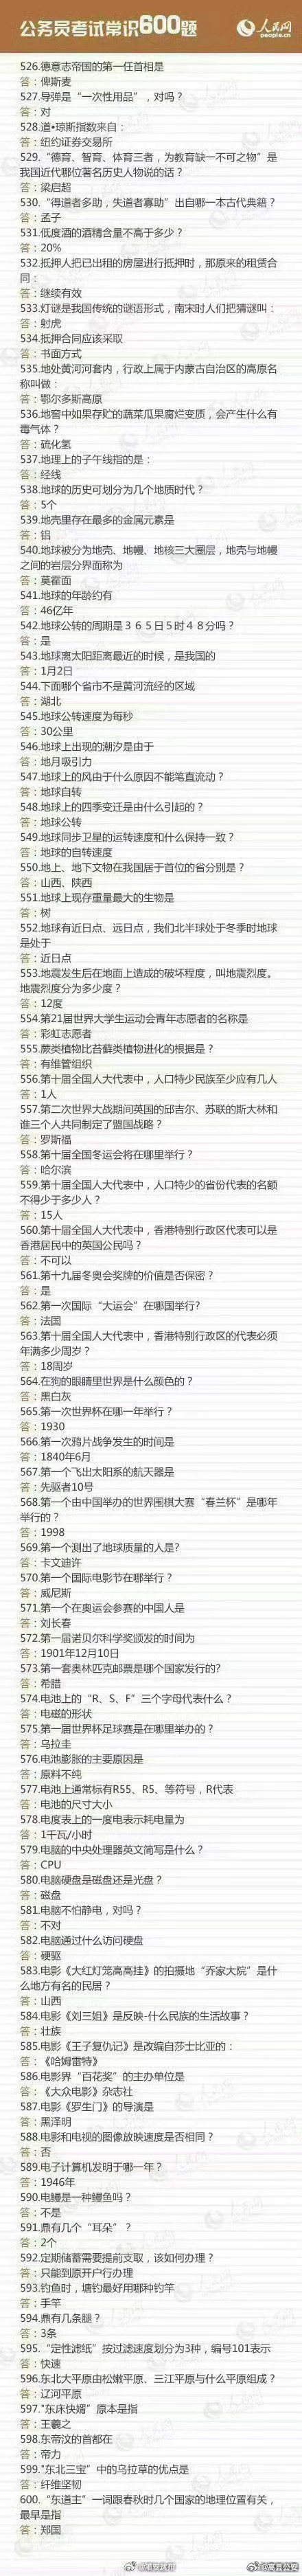 公务员考试常识600题
人民网
people.cn
526.德意志帝国的第一任首相是
答：俾斯麦
527.导弹是“一次性用品”，对吗？
答：对
528.道•琼斯指数来自：
答：纽约证券交易所
529.“德育、智育、体育三者，为教育缺一不可之物”是
我国近代哪位著名历史人物说的话？
答：梁启超
530.“得道者多助，失道者寡助”出自哪一本古代典籍？
答：孟子
531.低度酒的酒精含量不高于多少？
答：20%
532.抵押人把已出租的房屋进行抵押时，那原来的租赁合
同：
答：继续有效
533.灯谜是我国传统的谜语形式，南宋时人们把猜谜叫：
答：射虎
534.抵押合同应该采取
答：书面方式
535.地处黄河河套内，行政上属于内蒙古自治区的高原名
称叫做：
答：鄂尔多斯高原
536.地窖中如果存贮的蔬菜瓜果腐烂变质，会产生什么有
毒气体？
答：硫化氢
537.地理上的子午线指的是：
答：经线
538.地球的历史可划分为几个地质时代？
答：5个
539.地壳里存在最多的金属元素是
答：铝
540.地球被分为地壳、地幔、地核三大圈层，地壳与地幔
之间的岩层分界面称为
答：莫霍面
541.地球的年龄约有
答：46亿年
542.地球公转的周期是３６５日５时４８分吗？
答：是
543.地球离太阳距离最近的时候，是我国的
答：1月2日
544.下面哪个省市不是黄河流经的区域
答：湖北
545.地球公转速度为每秒
答：30公里
546.地球上出现的潮汐是由于
答：地月吸引力
547.地球上的风由于什么原因不能笔直流动？
答：地球自转
548.地球上的四季变迁是由什么引起的？
答：地球公转
549.地球同步卫星的运转速度和什么保持一致？
答：地球的自转速度
550.地上、地下文物在我国居于首位的省分别是？
答：山西、陕西
551.地球上现存重量最大的生物是
答：树
552.地球有近日点、远日点，我们北半球处于冬季时地球
是处于
答：近日点
553.地震发生后在地面上造成的破坏程度，叫地震烈度。
地震烈度分为多少度？
答：12度
554.第21届世界大学生运动会青年志愿者的名称是
答：彩虹志愿者
555.蕨类植物比苔藓类植物进化的根据是？
答：有维管组织
556.第十届全国人大代表中，人口特少民族至少应有几人
答：1人
557.第二次世界大战期间英国的邱吉尔、苏联的斯大林和
谁三个人共同制定了盟国战略？
答：罗斯福
558.第十届全国冬运会将在哪里举行？
答：哈尔滨
559.第十届全国人大代表中，人口特少的省份代表的名额
不得少于多少人？
答：15人
560.第十届全国人大代表中，香港特别行政区代表可以是
香港居民中的英国公民吗？
答：不可以
561.第十九届冬奥会奖牌的价值是否保密？
答：是
562.第一次国际“大运会”在哪国举行?
答：法国
563.第十届全国人大代表中，香港特别行政区的代表必须
年满多少周岁？
答：18周岁
564.在狗的眼睛里世界是什么颜色的？
答：黑白灰
565.第一次世界杯在哪一年举行？
答：1930
566.第一次鸦片战争发生的时间是
答：1840年6月
567.第一个飞出太阳系的航天器是
答：先驱者10号
568.第一个由中国举办的世界围棋大赛“春兰杯”是哪年
举行的？
答：1998
569.第一个测出了地球质量的人是?
答：卡文迪许
570.第一个国际电影节在哪举行？
答：威尼斯
571.第一个在奥运会参赛的中国人是
答：刘长春
572.第一届诺贝尔科学奖颁发的时间为
答：1901年12月10日
573.第一套奥林匹克邮票是哪个国家发行的?
答：希腊
574.电池上的“R、S、F”三个字母代表什么？
答：电磁的形状
575.第一届世界杯足球赛是在哪里举办的？
答：乌拉圭
576.电池膨胀的主要原因是
答：原料不纯
577.电池上通常标有R55、R5、等符号，R代表
答：电池的尺寸大小
578.电度表上的一度电表示耗电量为
答：1千瓦/小时
579.电脑的中央处理器英文简写是什么？
答：CPU
580.电脑硬盘是磁盘还是光盘？
答：磁盘
581.电脑不怕静电，对吗？
答：不对
582.电脑通过什么访问硬盘
答：硬驱
583.电影《大红灯笼高高挂》的拍摄地“乔家大院”是什
么地方有名的民居？
答：山西
584.电影《刘三姐》是反映-什么民族的生活故事？
答：壮族
585.电影《王子复仇记》是改编自莎士比亚的：
答：《哈姆雷特》
586.电影界“百花奖”的主办单位是
答：《大众电影》杂志社
587.电影《罗生门》的导演是
答：黑泽明
588.电影和电视的图像放映速度是否相同？
答：否
589.电子计算机发明于哪一年？
答：1946年
590.电鳗是一种鳗鱼吗？
答：不是
591.鼎有几个“耳朵”？
答：2个
592.定期储蓄需要提前支取，该如何办理？
答：只能到原开户行办理
593.钓鱼时，塘钓最好用哪种钓竿
答：手竿
594.鼎有几条腿？
答：3条
595.“定性滤纸”按过滤速度划分为3种，编号101表示
答：快速
596.东北大平原由松嫩平原、三江平原与什么平原组成？
答：辽河平原
597."东床快婿”原本是指
答：王羲之
598.东帝汶的首都在
答：帝力
599."东北三宝”中的乌拉草的优点是
答：纤维坚韧
600.“东道主”一词跟春秋时几个国家的地理位置有关，
最早是指
答：郑国